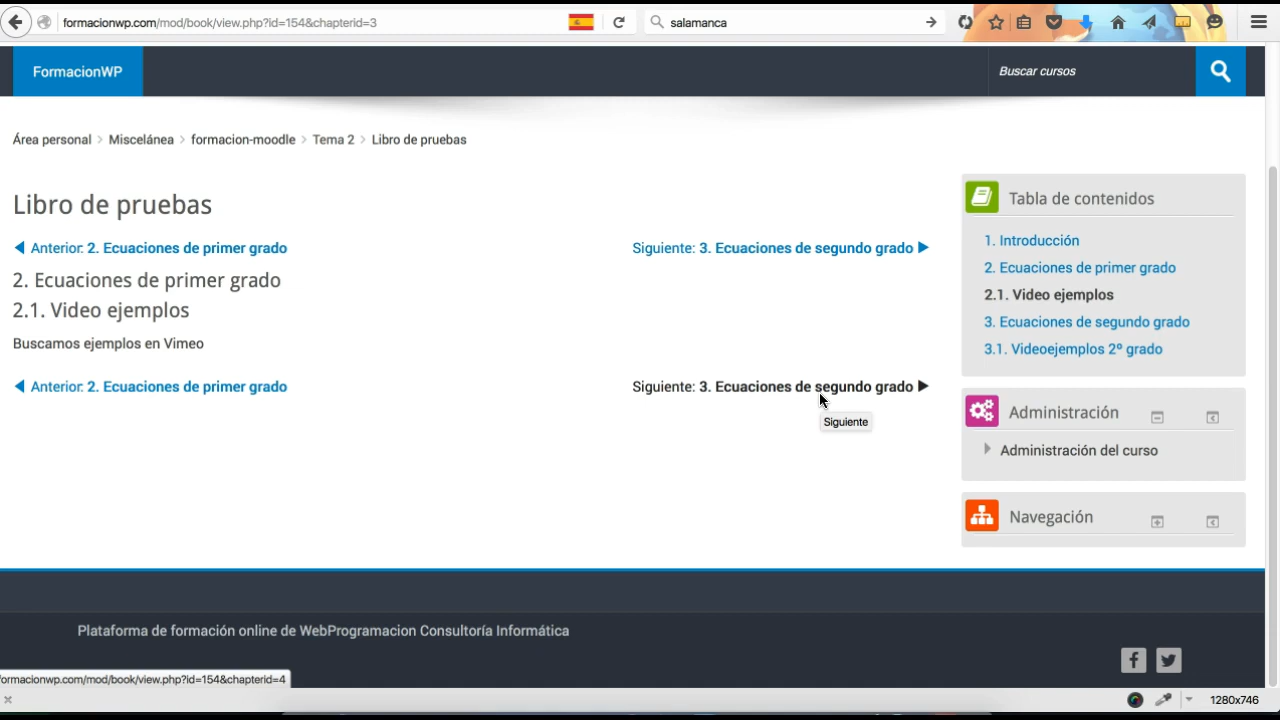 formacionwp.com/mod/book/view.php?id=154&chapterid=3
salamanca
FormacionWP
Buscar cursos
Área personal > Miscelánea > formacion-moodle > Tema 2 > Libro de pruebas
Libro de pruebas
Anterior: 2. Ecuaciones de primer grado
Siguiente: 3. Ecuaciones de segundo grado
2. Ecuaciones de primer grado
2.1. Video ejemplos
Buscamos ejemplos en Vimeo
Anterior: 2. Ecuaciones de primer grado
Siguiente: 3. Ecuaciones de segundo grado
Siguiente
Tabla de contenidos
1. Introducción
2. Ecuaciones de primer grado
2.1. Video ejemplos
3. Ecuaciones de segundo grado
3.1. Videoejemplos 2º grado
Administración
Administración del curso
Navegación
Plataforma de formación online de WebProgramacion Consultoría Informática
ormacionwp.com/mod/book/view.php?id=154&chapterid=4
1280x746